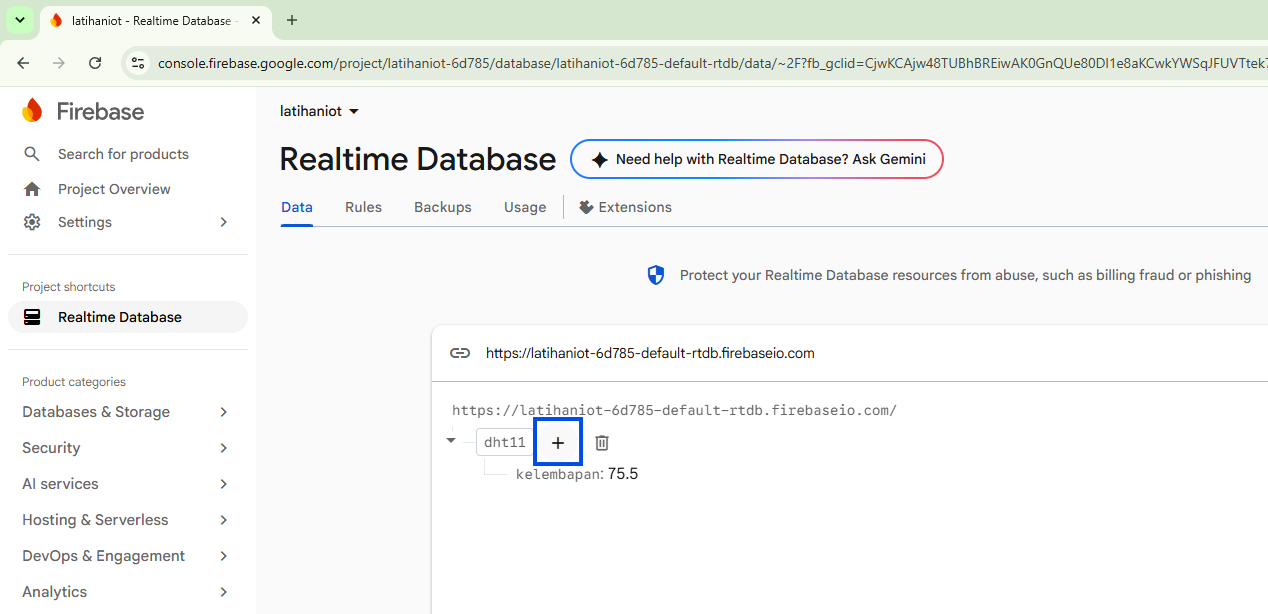 latihaniot - Realtime Database -
console.firebase.google.com/project/latihaniot-6d785/database/latihaniot-6d785-default-rtdb/data/~2F?fb_gclid=CjwKCAjw48TUBhBREiwAK0GnQUe80DI1e8aKCwkYWSqJFUVTtek7
Firebase
Search for products
Project Overview
Settings
Project shortcuts
Realtime Database
Product categories
Databases & Storage
Security
AI services
Hosting & Serverless
DevOps & Engagement
Analytics
latihaniot
Realtime Database
Need help with Realtime Database? Ask Gemini
Data Rules Backups Usage Extensions
Protect your Realtime Database resources from abuse, such as billing fraud or phishing
https://latihaniot-6d785-default-rtdb.firebaseio.com
https://latihaniot-6d785-default-rtdb.firebaseio.com/
dht11
kelembapan: 75.5